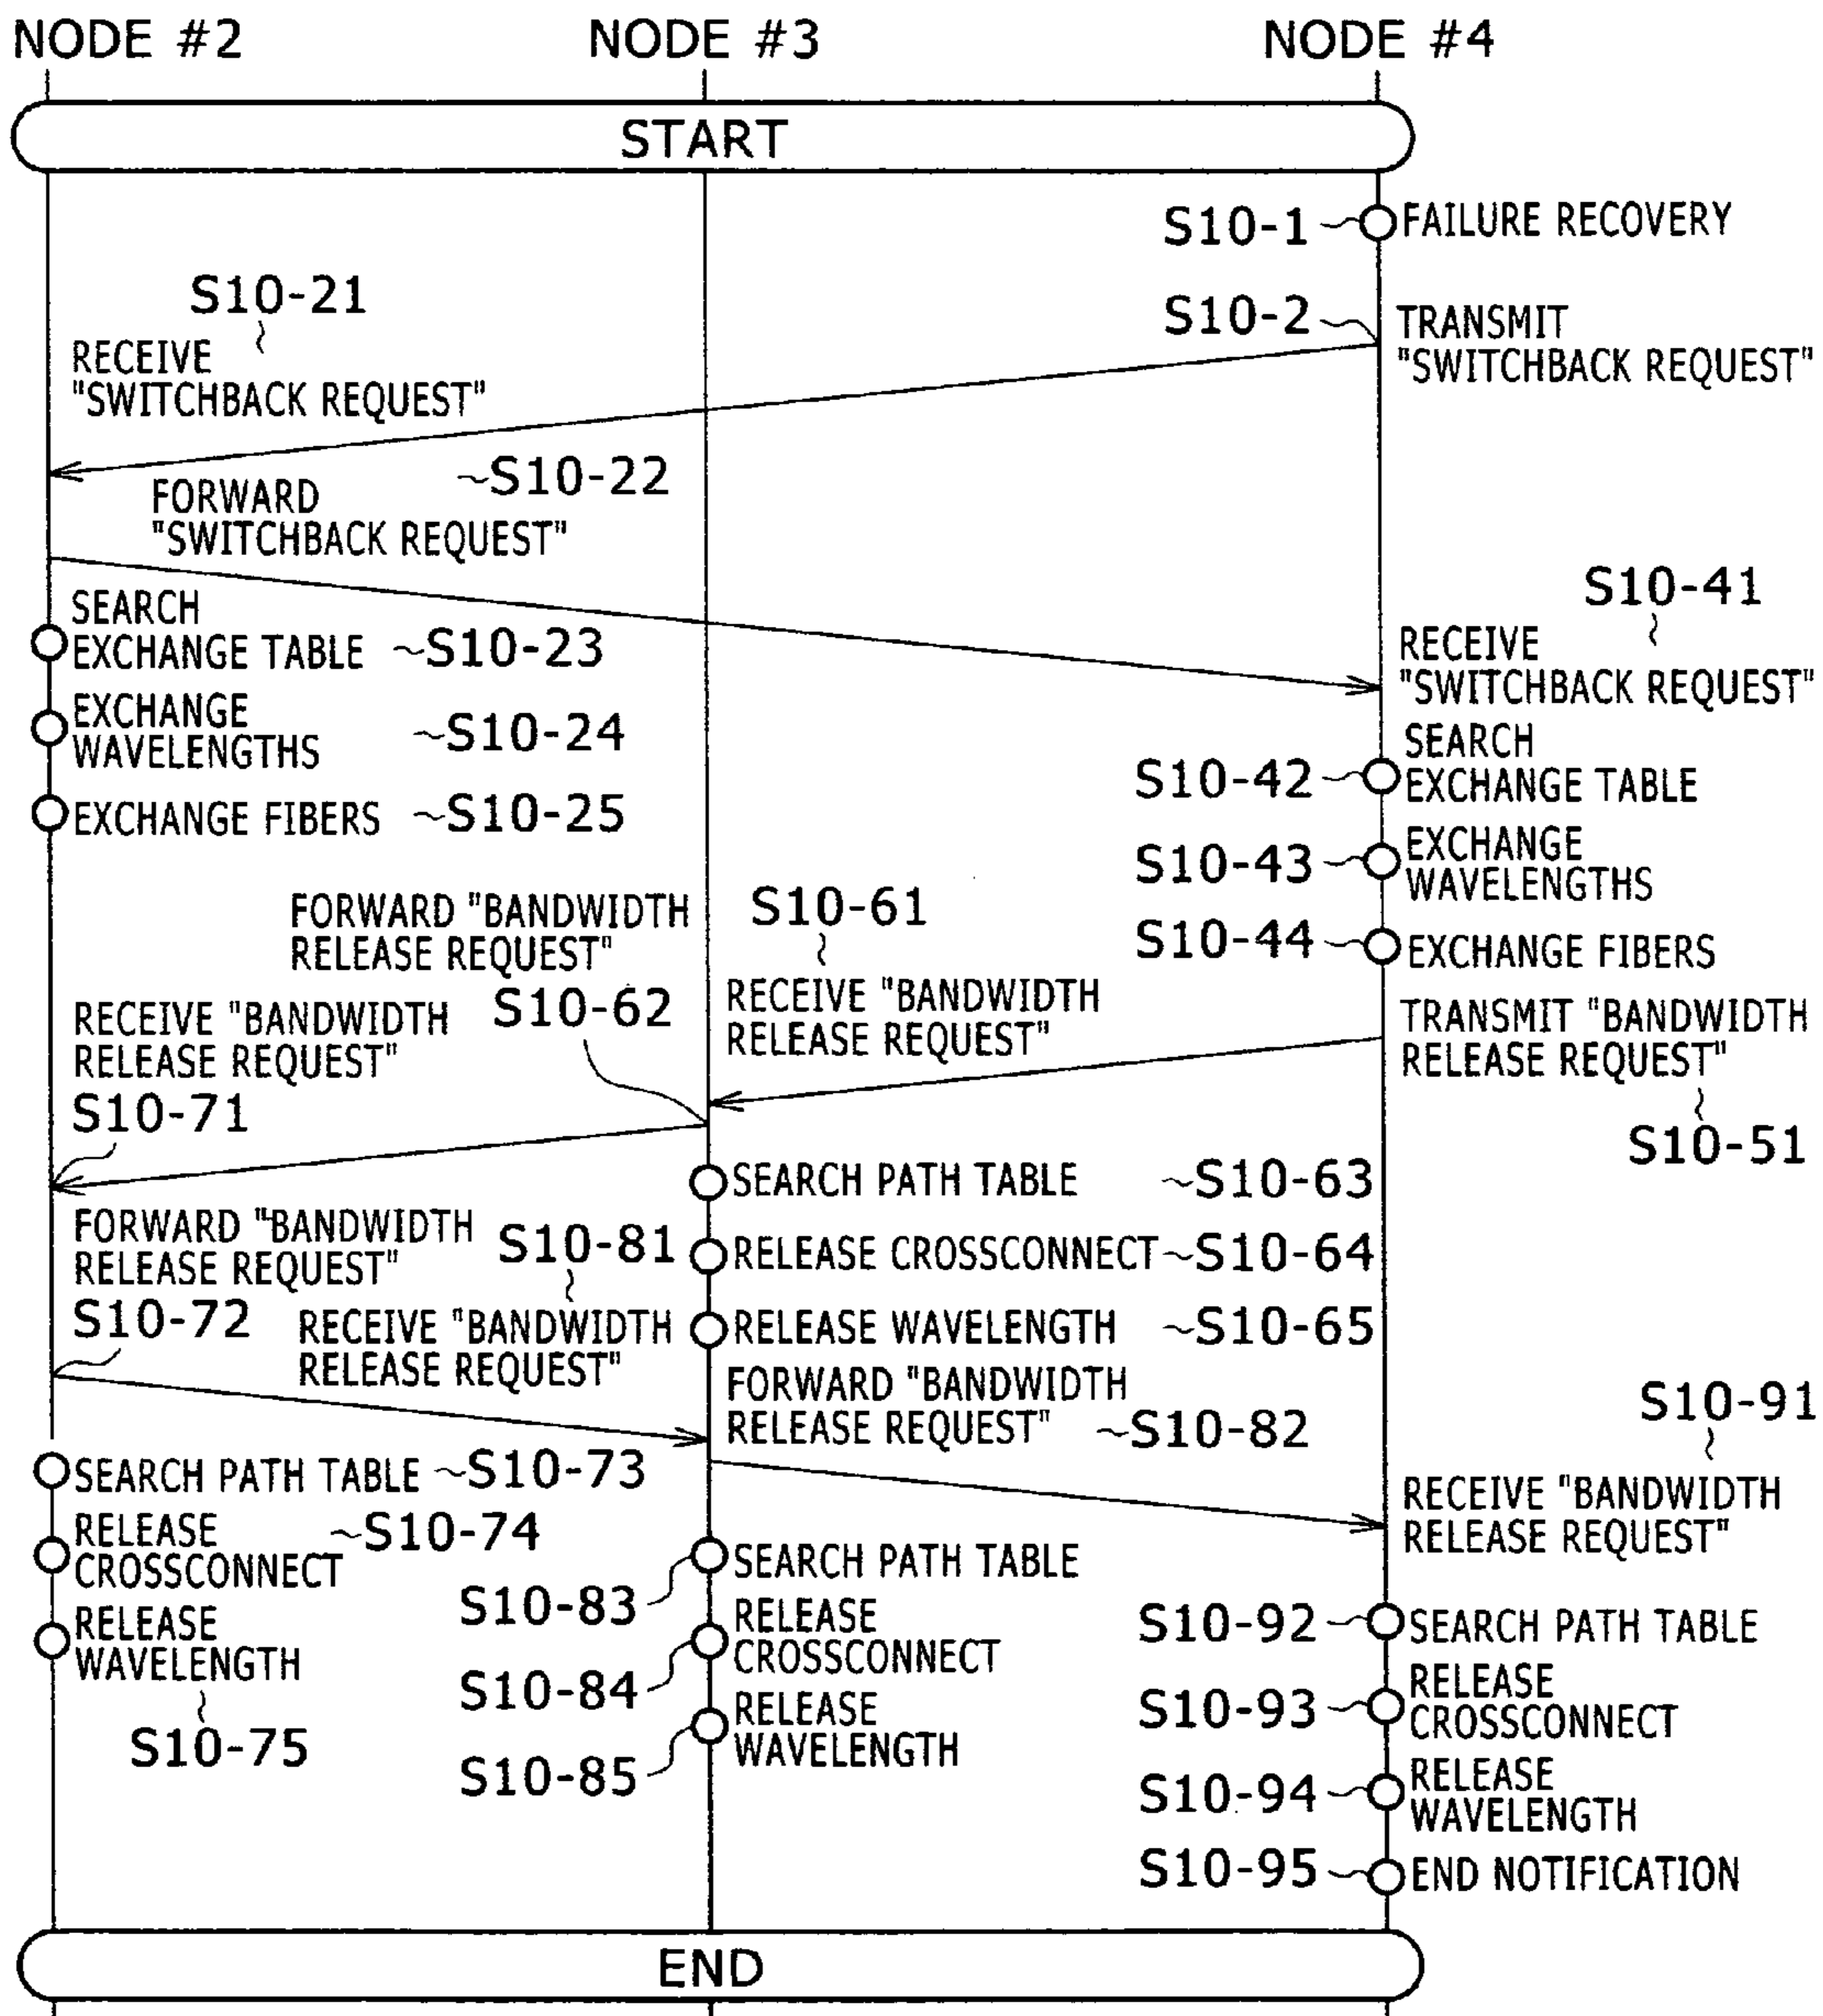 NODE #2
NODE #3
NODE #4
START
S10-1
FAILURE RECOVERY
S10-21
RECEIVE
"SWITCHBACK REQUEST"
S10-2
TRANSMIT
"SWITCHBACK REQUEST"
S10-22
FORWARD
"SWITCHBACK REQUEST"
S10-41
RECEIVE
"SWITCHBACK REQUEST"
SEARCH
EXCHANGE TABLE
S10-23
EXCHANGE
WAVELENGTHS
S10-24
EXCHANGE FIBERS
S10-25
S10-42
SEARCH
EXCHANGE TABLE
S10-43
EXCHANGE
WAVELENGTHS
S10-44
EXCHANGE FIBERS
FORWARD "BANDWIDTH
RELEASE REQUEST"
S10-62
S10-61
RECEIVE "BANDWIDTH
RELEASE REQUEST"
TRANSMIT "BANDWIDTH
RELEASE REQUEST"
S10-51
RECEIVE "BANDWIDTH
RELEASE REQUEST"
S10-71
SEARCH PATH TABLE
S10-63
RELEASE CROSSCONNECT
S10-64
RELEASE WAVELENGTH
S10-65
FORWARD "BANDWIDTH
RELEASE REQUEST"
S10-72
S10-81
RECEIVE "BANDWIDTH
RELEASE REQUEST"
FORWARD "BANDWIDTH
RELEASE REQUEST"
S10-82
S10-91
RECEIVE "BANDWIDTH
RELEASE REQUEST"
SEARCH PATH TABLE
S10-73
RELEASE
CROSSCONNECT
S10-74
RELEASE
WAVELENGTH
S10-75
S10-83
SEARCH PATH TABLE
S10-84
RELEASE
CROSSCONNECT
S10-85
RELEASE
WAVELENGTH
S10-92
SEARCH PATH TABLE
S10-93
RELEASE
CROSSCONNECT
S10-94
RELEASE
WAVELENGTH
S10-95
END NOTIFICATION
END